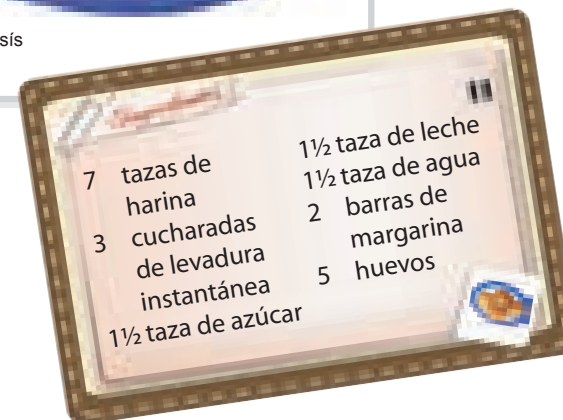 sís
7 tazas de
harina
3 cucharadas
de levadura
instantánea
1½ taza de azúcar
1½ taza de leche
1½ taza de agua
2 barras de
margarina
5 huevos